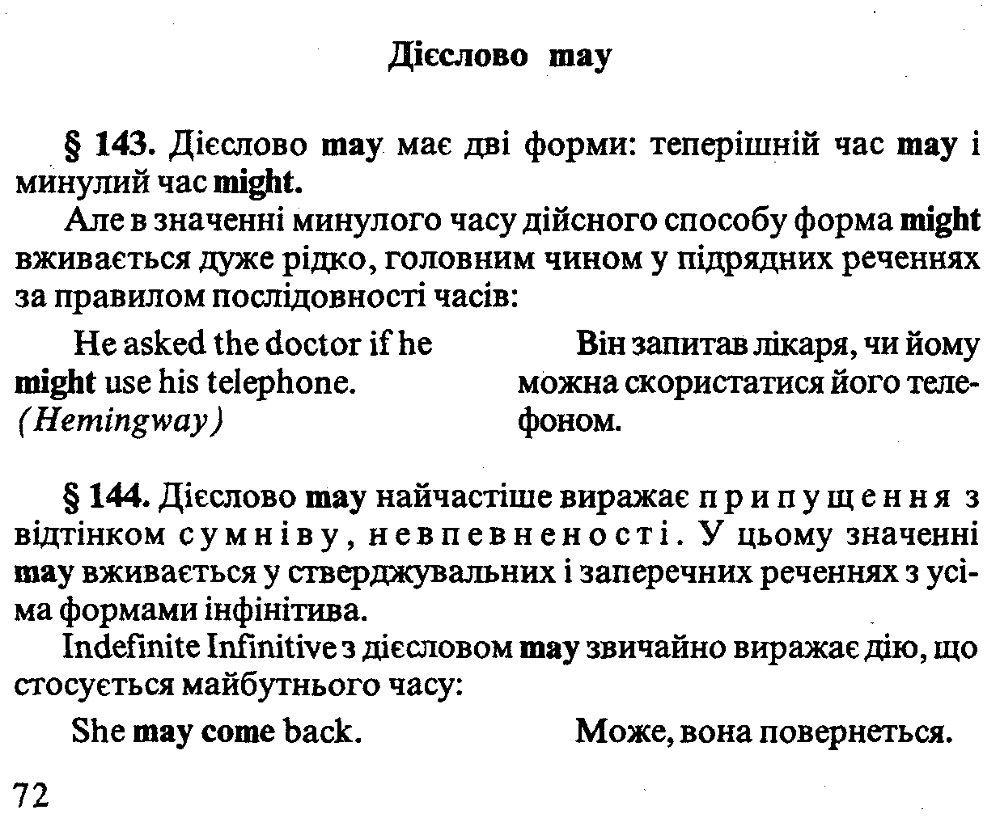 Дієслово may
§ 143. Дієслово may має дві форми: теперішній час may і
минулий час might.
Але в значенні минулого часу дійсного способу форма might
вживається дуже рідко, головним чином у підрядних реченнях
за правилом послідовності часів:
He asked the doctor if he
might use his telephone.
(Hemingway)
Він запитав лікаря, чи йому
можна скористатися його теле-
фоном.
§ 144. Дієслово may найчастіше виражає припущення з
відтінком сумніву, невпевненості. У цьому значенні
may вживається у стверджувальних і заперечних реченнях з усі-
ма формами інфінітива.
Indefinite Infinitive з дієсловом may звичайно виражає дію, що
стосується майбутнього часу:
She may come back.
Може, вона повернеться.
72